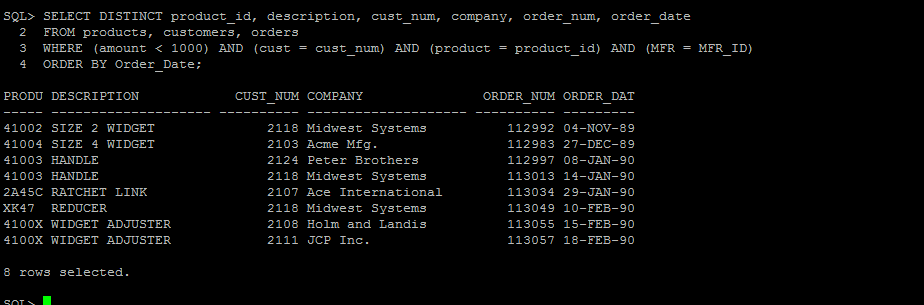 SQL> SELECT DISTINCT product_id, description, cust_num, company, order_num, order_date
2 FROM products, customers, orders
3 WHERE (amount < 1000) AND (cust = cust_num) AND (product = product_id) AND (MFR = MFR_ID)
4 ORDER BY Order_Date;
PRODU DESCRIPTION CUST_NUM COMPANY ORDER_NUM ORDER_DAT
----- -------------------- ---------- -------------------- ---------- ---------
41002 SIZE 2 WIDGET 2118 Midwest Systems 112992 04-NOV-89
41004 SIZE 4 WIDGET 2103 Acme Mfg. 112983 27-DEC-89
41003 HANDLE 2124 Peter Brothers 112997 08-JAN-90
41003 HANDLE 2118 Midwest Systems 113013 14-JAN-90
2A45C RATCHET LINK 2107 Ace International 113034 29-JAN-90
XK47 REDUCER 2118 Midwest Systems 113049 10-FEB-90
4100X WIDGET ADJUSTER 2108 Holm and Landis 113055 15-FEB-90
4100X WIDGET ADJUSTER 2111 JCP Inc. 113057 18-FEB-90
8 rows selected.
SQL>